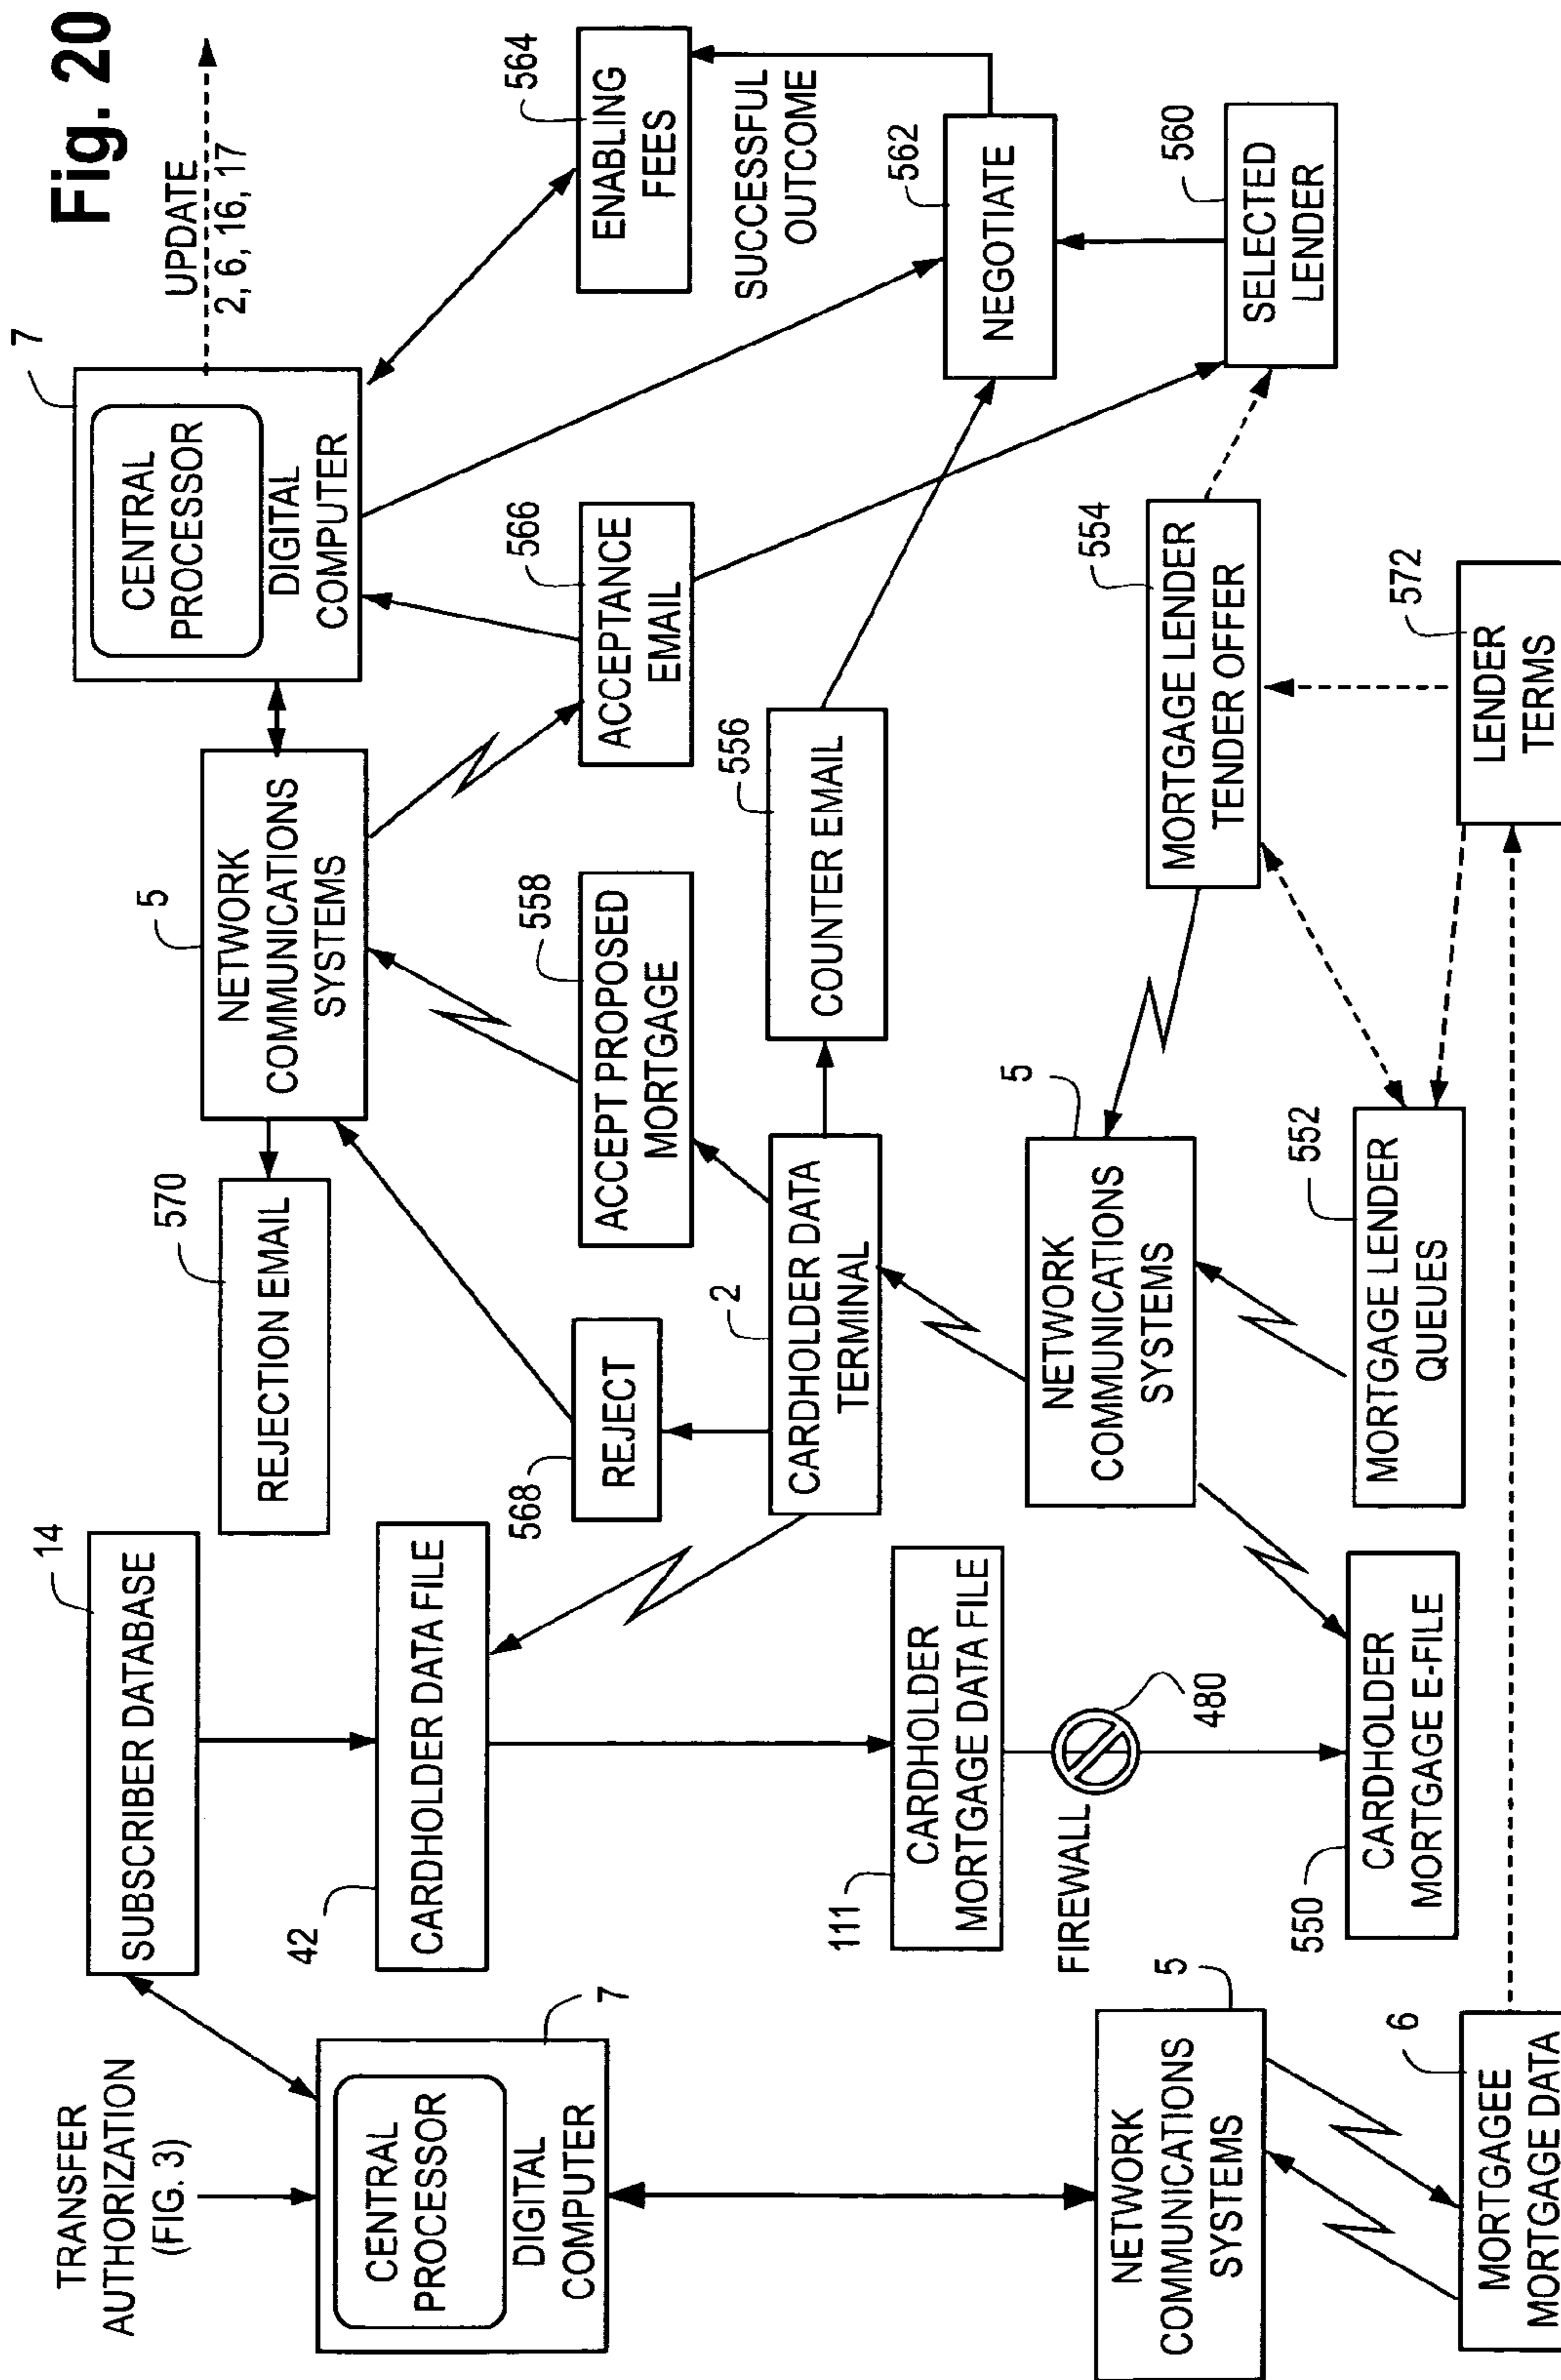 Fig. 20
TRANSFER
AUTHORIZATION
(FIG. 3)
CENTRAL
PROCESSOR
DIGITAL
COMPUTER
7
NETWORK
COMMUNICATIONS
SYSTEMS
5
MORTGAGEE
MORTGAGE DATA
6
SUBSCRIBER DATABASE
14
CARDHOLDER DATA FILE
42
CARDHOLDER
MORTGAGE DATA FILE
111
FIREWALL
480
CARDHOLDER
MORTGAGE E-FILE
550
REJECTION EMAIL
570
REJECT
568
CARDHOLDER DATA
TERMINAL
2
NETWORK
COMMUNICATIONS
SYSTEMS
5
MORTGAGE LENDER
QUEUES
552
NETWORK
COMMUNICATIONS
SYSTEMS
5
ACCEPT PROPOSED
MORTGAGE
558
COUNTER EMAIL
556
MORTGAGE LENDER
TENDER OFFER
554
LENDER
TERMS
572
CENTRAL
PROCESSOR
DIGITAL
COMPUTER
7
ACCEPTANCE
EMAIL
566
UPDATE
2, 6, 16, 17
ENABLING
FEES
564
SUCCESSFUL
OUTCOME
NEGOTIATE
562
SELECTED
LENDER
560